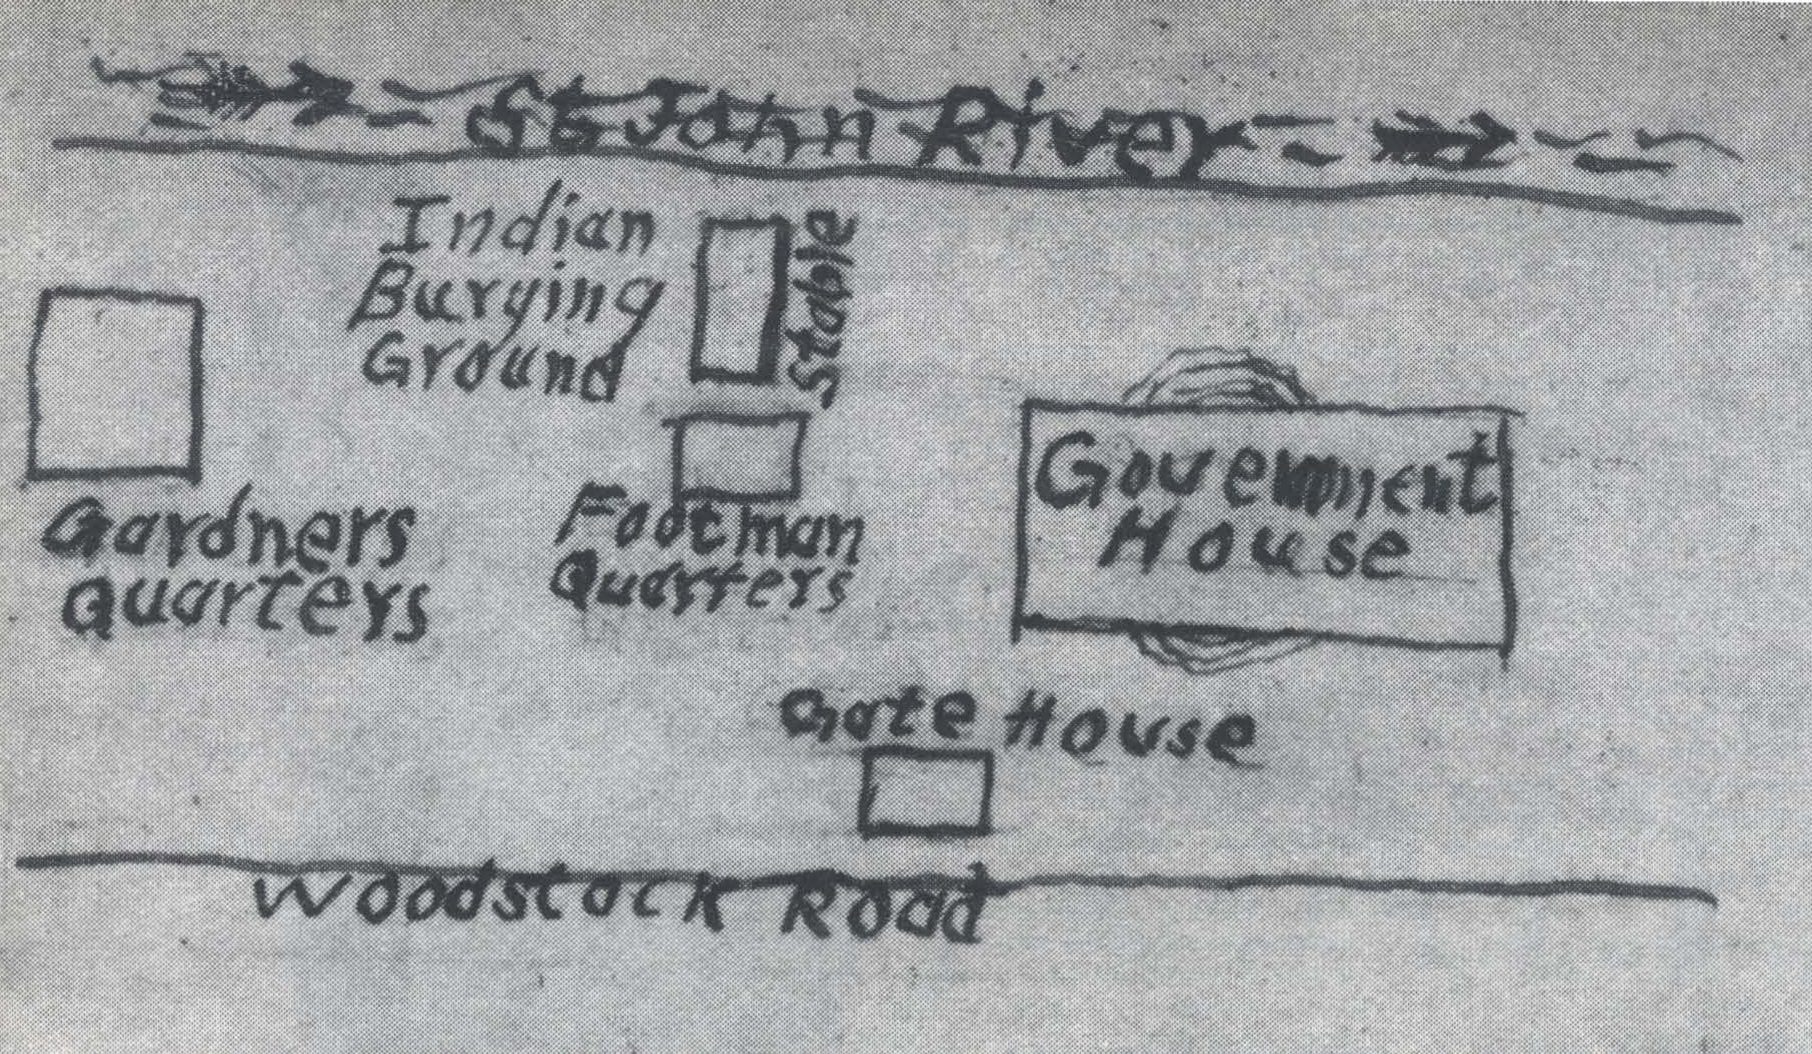 St John River
Indian
Burying
Ground
Stable
Gardners
Quarters
Footman
Quarters
Government
House
Gate House
Woodstock Road